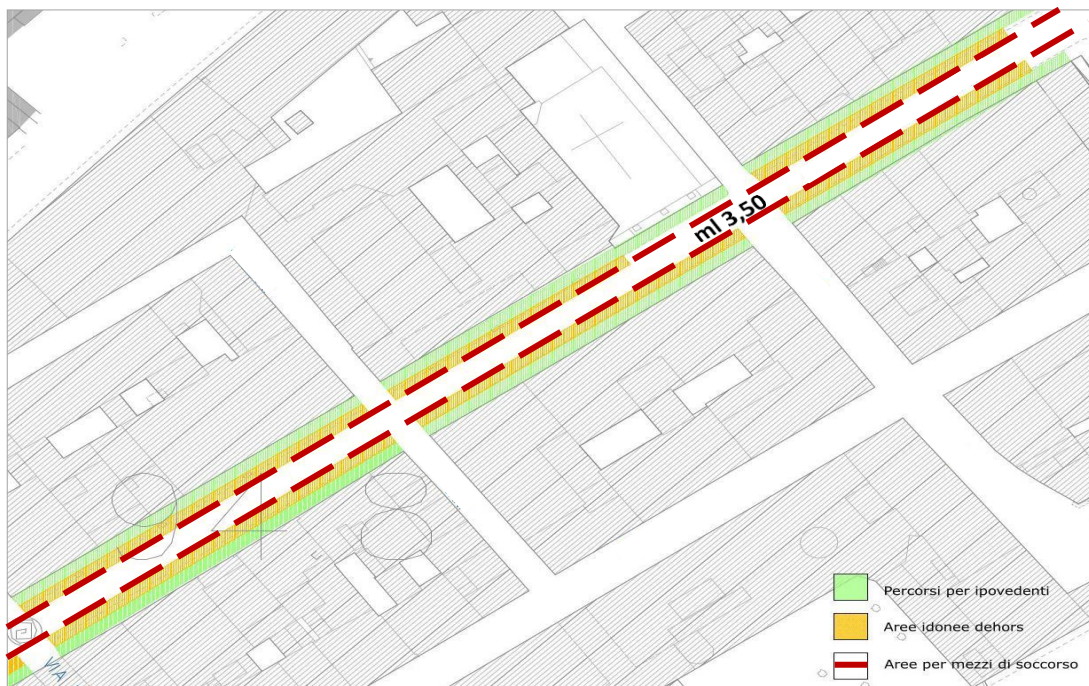 ml 3,50
Percorsi per ipovedenti
Aree idonee dehors
Aree per mezzi di soccorso
VIA